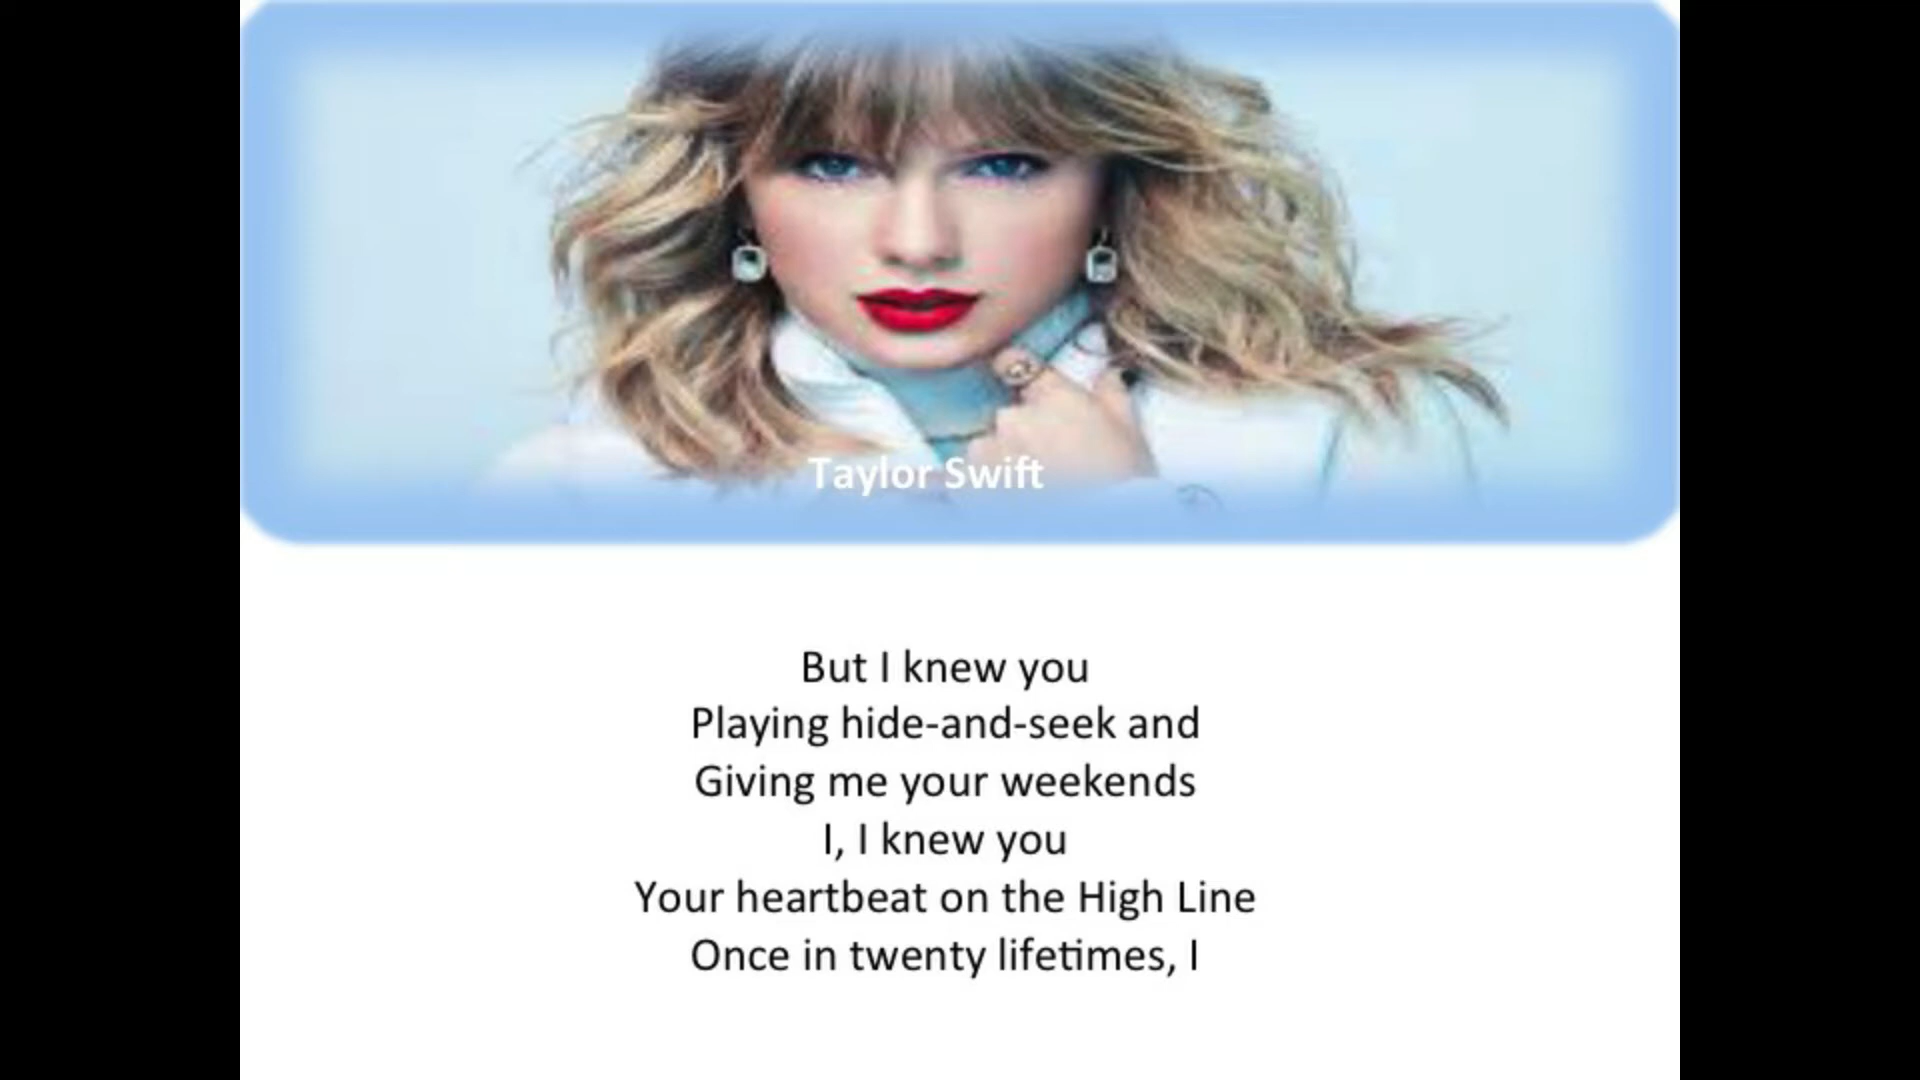 Taylor Swift
But I knew you
Playing hide-and-seek and
Giving me your weekends
I, I knew you
Your heartbeat on the High Line
Once in twenty lifetimes, I